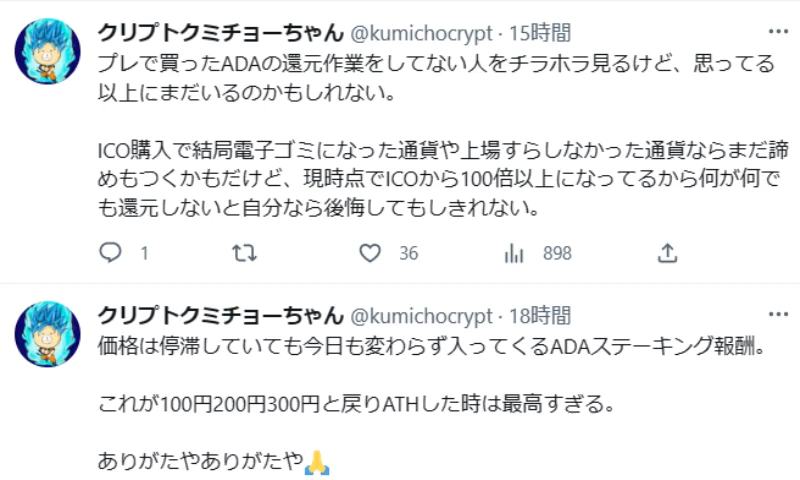 クリプトクミチョーちゃん @kumichocrypt · 15時間
プレで買ったADAの還元作業をしてない人をチラホラ見るけど、思ってる
以上にまだいるのかもしれない。
ICO購入で結局電子ゴミになった通貨や上場すらしなかった通貨ならまだ諦
めもつくかもだけど、現時点でICOから100倍以上になってるから何が何で
も還元しないと自分なら後悔してもしきれない。
1 36 898
クリプトクミチョーちゃん @kumichocrypt · 18時間
価格は停滞していても今日も変わらず入ってくるADAステーキング報酬。
これが100円200円300円と戻りATHした時は最高すぎる。
ありがたやありがたや🙏